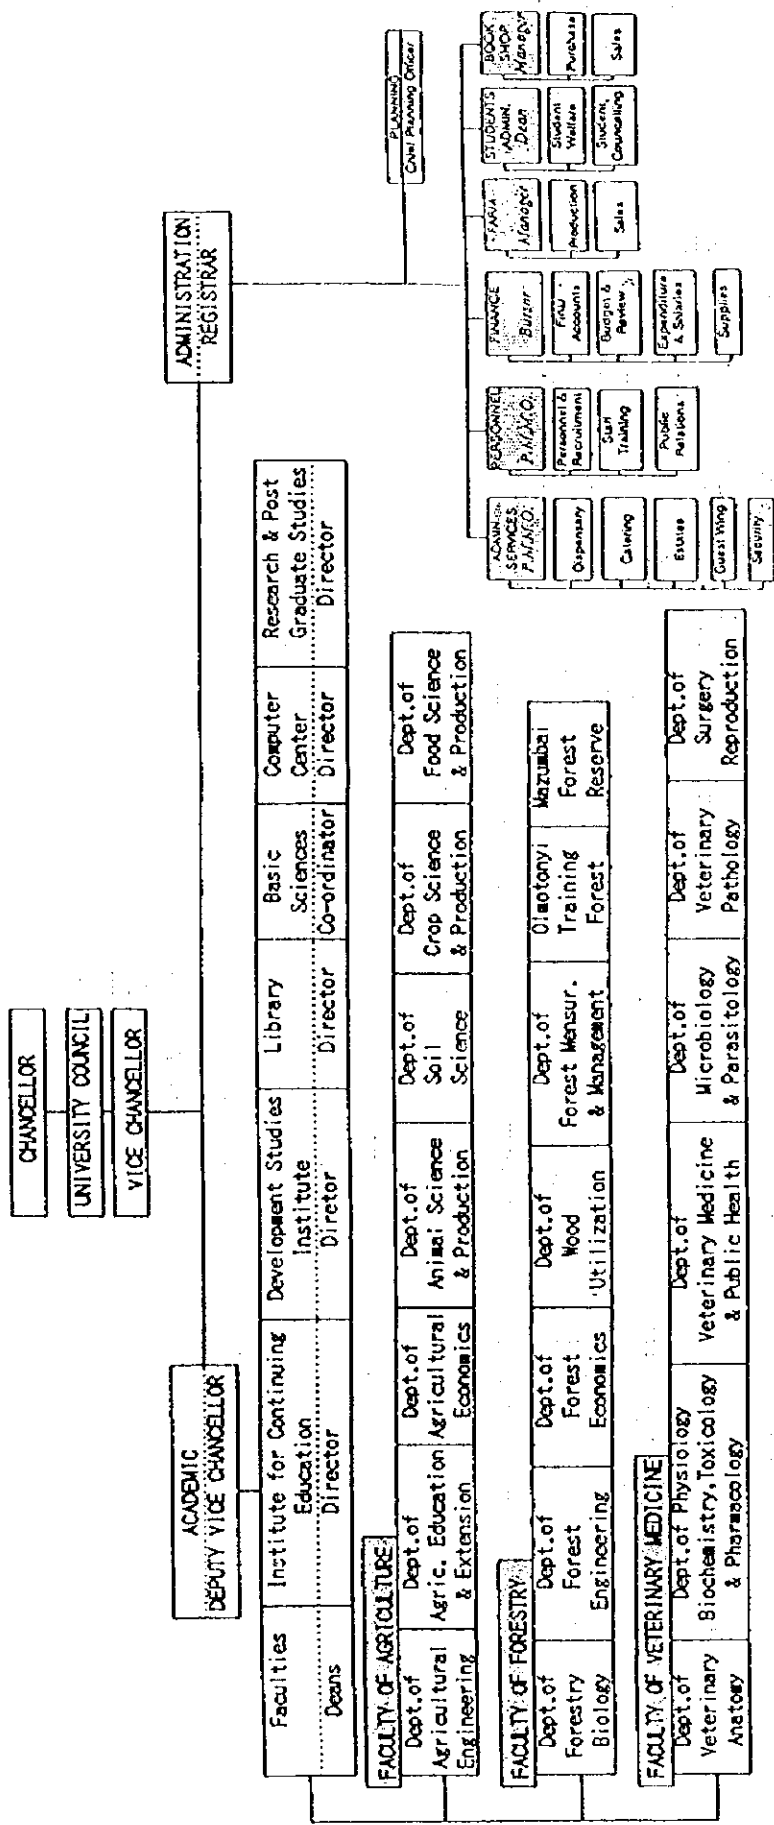 CHANCELLOR
UNIVERSITY COUNCIL
VICE CHANCELLOR
ACADEMIC
DEPUTY VICE CHANCELLOR
ADMINISTRATION
REGISTRAR
Faculties
Deans
Institute for Continuing
Education
Director
Development Studies
Institute
Diretor
Library
Director
Basic
Sciences
Co-ordinator
Computer
Center
Director
Research & Post
Graduate Studies
Director
FACULTY OF AGRICULTURE
Dept.of
Agricultural
Engineering
Dept.of
Agric. Education
& Extension
Dept.of
Agricultural
Economics
Dept.of
Animal Science
& Production
Dept.of
Soil
Science
Dept.of
Crop Science
& Production
Dept.of
Food Science
& Production
FACULTY OF FORESTRY
Dept.of
Forestry
Biology
Dept.of
Forest
Engineering
Dept.of
Forest
Economics
Dept.of
Wood
Utilization
Dept.of
Forest Mensur.
& Management
Olmotonyi
Training
Forest
Mazumbai
Forest
Reserve
FACULTY OF VETERINARY MEDICINE
Dept.of
Veterinary
Anatomy
Dept.of Physiology
Biochemistry,Toxicology
& Pharmacology
Dept.of
Veterinary Medicine
& Public Health
Dept.of
Microbiology
& Parasitology
Dept.of
Veterinary
Pathology
Dept.of
Surgery
Reproduction
PLANNING
Chief Planning Officer
ADMIN.
SERVICES
Dispensary
Catering
Estates
Guest Wing
Security
PERSONNEL
Personnel &
Recruitment
Staff
Training
Public
Relations
FINANCE
Bursar
Final
Accounts
Budget &
Review
Expenditure
& Salaries
Supplies
Manager
Production
Sales
STUDENTS
ADMIN.
Dean
Student
Welfare
Student
Councelling
BOOK
SHOP
Manager
Purchase
Sales